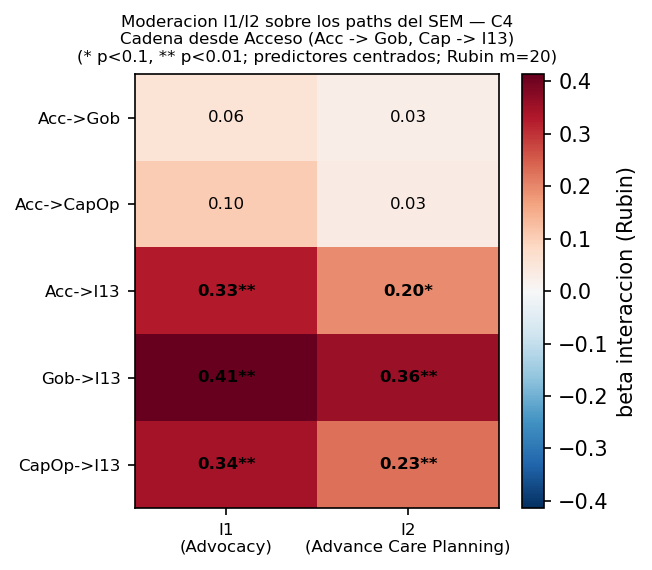 Moderacion I1/I2 sobre los paths del SEM — C4
Cadena desde Acceso (Acc -> Gob, Cap -> I13)
(* p<0.1, ** p<0.01; predictores centrados; Rubin m=20)
Acc->Gob
0.06
0.03
Acc->CapOp
0.10
0.03
Acc->I13
0.33**
0.20*
Gob->I13
0.41**
0.36**
CapOp->I13
0.34**
0.23**
I1
(Advocacy)
I2
(Advance Care Planning)
0.4
0.3
0.2
0.1
0.0
−0.1
−0.2
−0.3
−0.4
beta interaccion (Rubin)